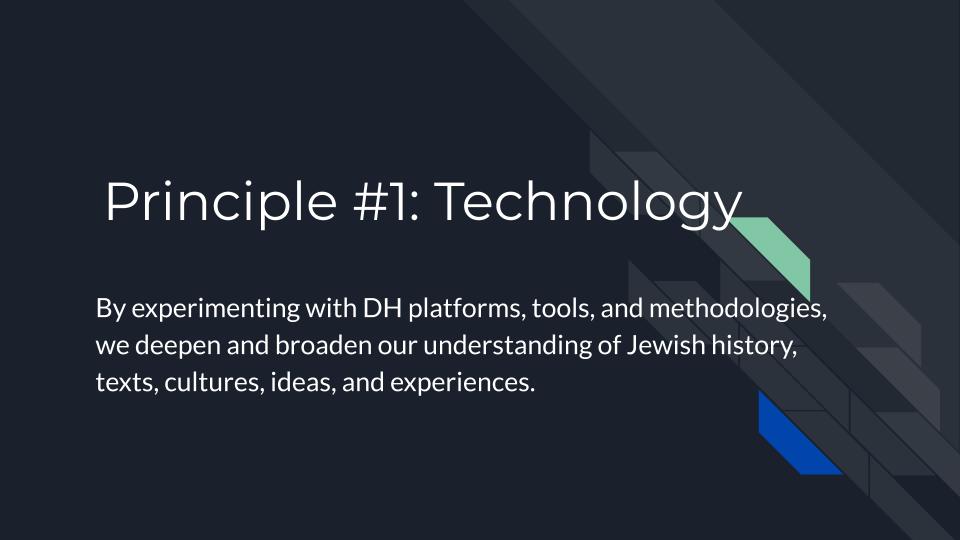 Principle #1: Technology
By experimenting with DH platforms, tools, and methodologies,
we deepen and broaden our understanding of Jewish history,
texts, cultures, ideas, and experiences.